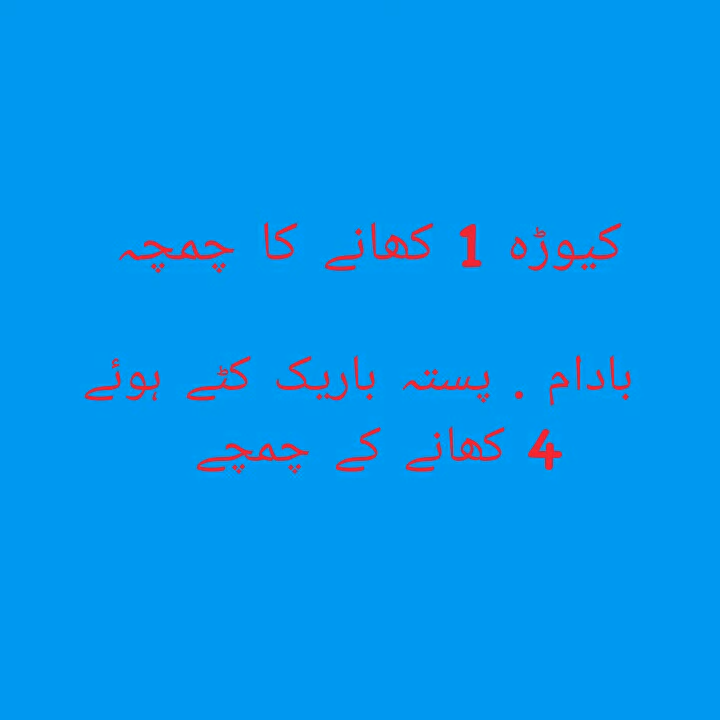 کیوڑہ 1 کھانے کا چمچہ
بادام . پستہ باریک کٹے ہوئے
4 کھانے کے چمچے